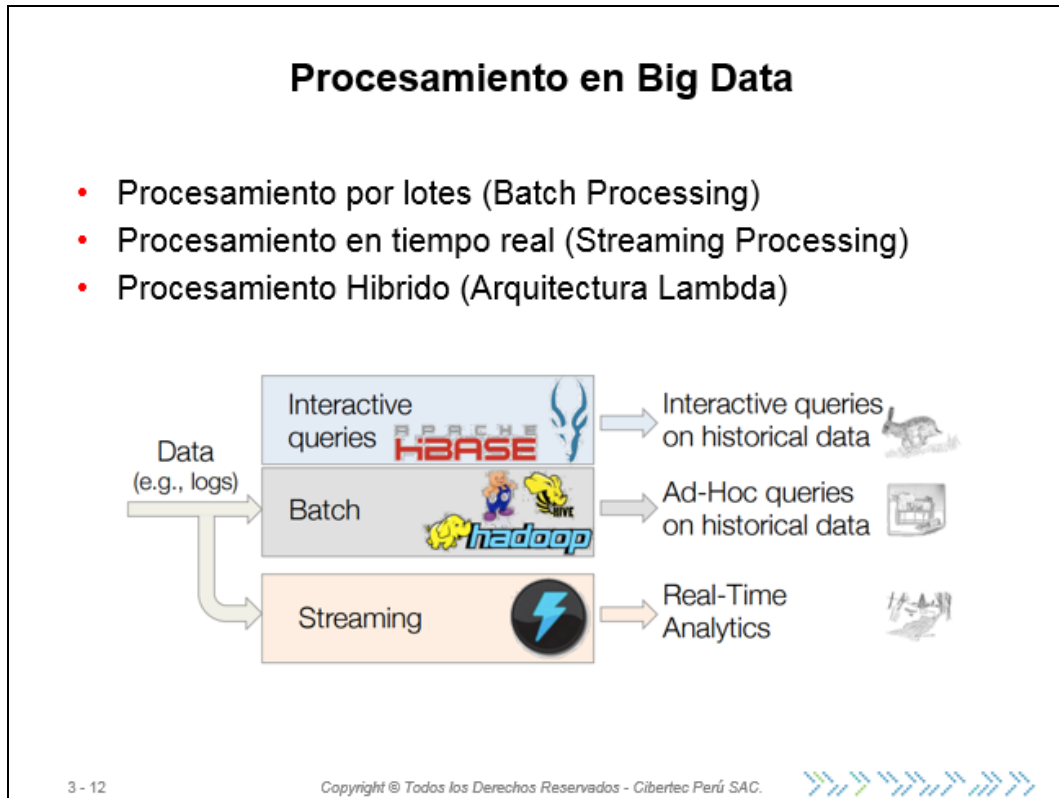 Procesamiento en Big Data
• Procesamiento por lotes (Batch Processing)
• Procesamiento en tiempo real (Streaming Processing)
• Procesamiento Hibrido (Arquitectura Lambda)
Data
(e.g., logs)
Interactive
queries
APACHE
HBASE
Interactive queries
on historical data
Batch
HIVE
hadoop
Ad-Hoc queries
on historical data
Streaming
Real-Time
Analytics
3 - 12
Copyright © Todos los Derechos Reservados - Cibertec Perú SAC.